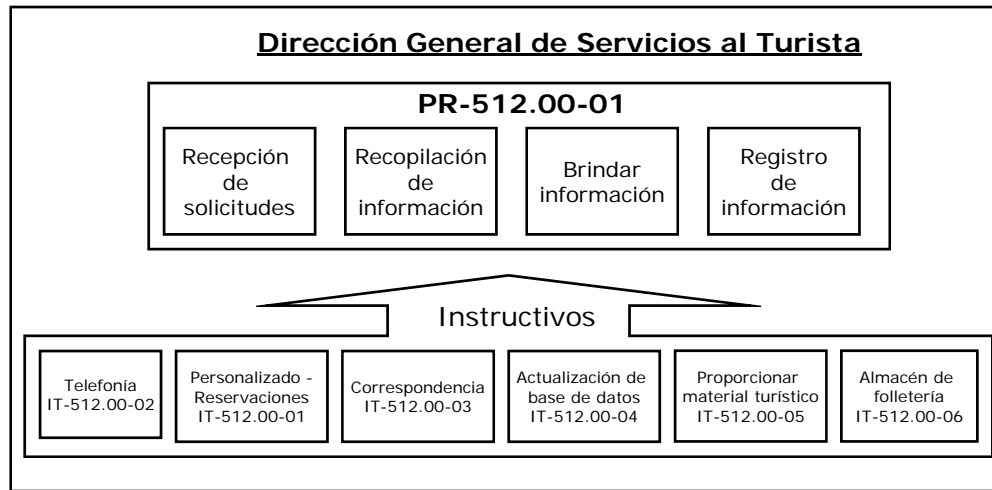 Dirección General de Servicios al Turista
PR-512.00-01
Recepción
de
solicitudes
Recopilación
de
información
Brindar
información
Registro
de
información
Instructivos
Telefonía
IT-512.00-02
Personalizado -
Reservaciones
IT-512.00-01
Correspondencia
IT-512.00-03
Actualización de
base de datos
IT-512.00-04
Proporcionar
material turístico
IT-512.00-05
Almacén de
folletería
IT-512.00-06